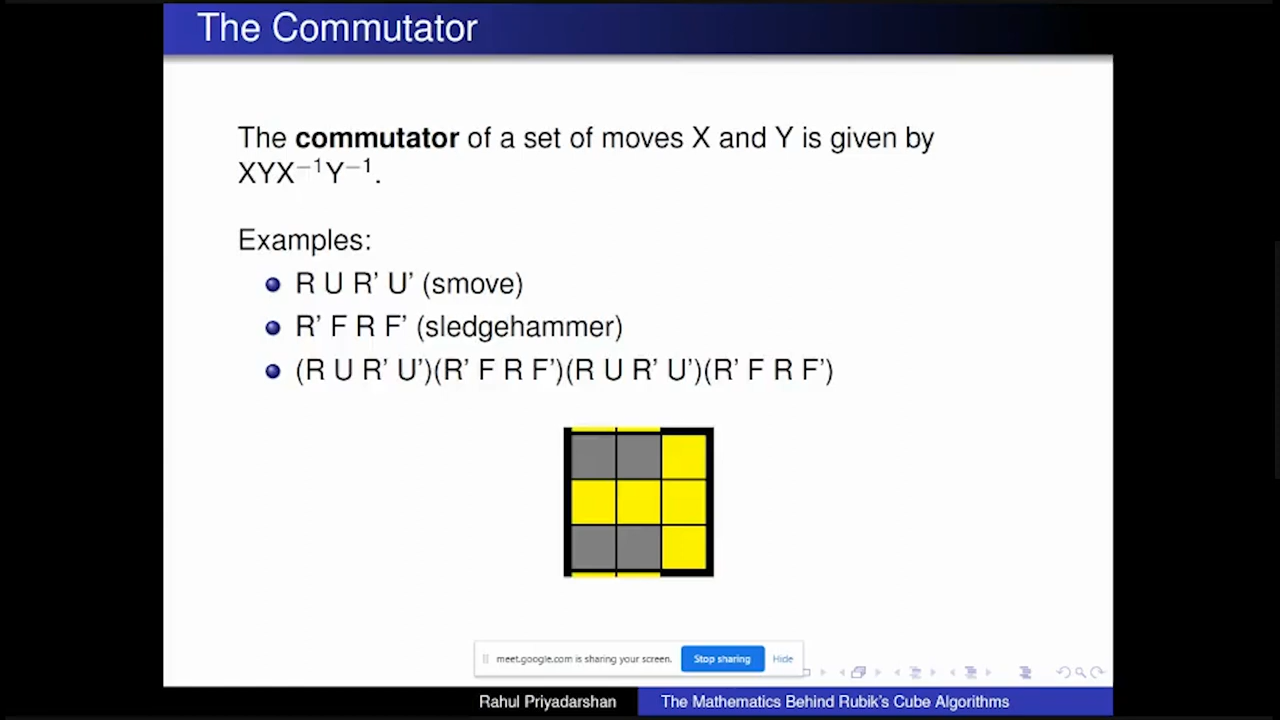 The Commutator
The commutator of a set of moves X and Y is given by
XYX⁻¹Y⁻¹.
Examples:
R U R' U' (smove)
R' F R F' (sledgehammer)
(R U R' U')(R' F R F')(R U R' U')(R' F R F')
meet.google.com is sharing your screen. Stop sharing Hide
Rahul Priyadarshan The Mathematics Behind Rubik's Cube Algorithms